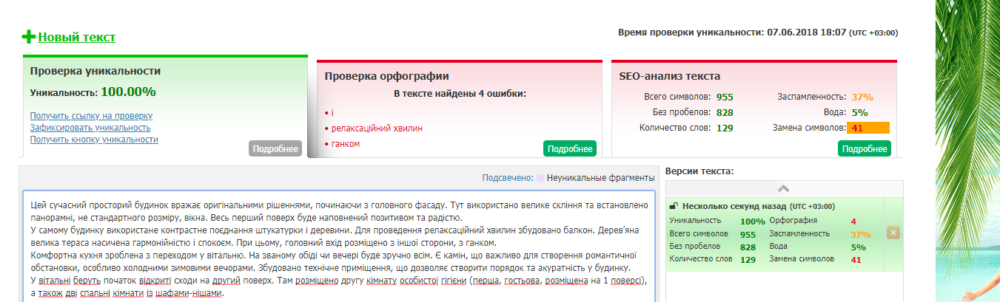 Новый текст
Время проверки уникальности: 07.06.2018 18:07 (UTC +03:00)
Проверка уникальности
Уникальность: 100.00%
Получить ссылку на проверку
Зафиксировать уникальность
Получить кнопку уникальности
Подробнее
Проверка орфографии
В тексте найдены 4 ошибки:
• і
• релаксаційний хвилин
• ганком
Подробнее
SEO-анализ текста
Всего символов: 955 Заспамленность: 37%
Без пробелов: 828 Вода: 5%
Количество слов: 129 Замена символов: 41
Подробнее
Подсвечено: Неуникальные фрагменты
Цей сучасний просторий будинок вражає оригінальними рішеннями, починаючи з головного фасаду. Тут використано велике скління та встановлено
панорамні, не стандартного розміру, вікна. Весь перший поверх буде наповнений позитивом та радістю.
У самому будинку використане контрастне поєднання штукатурки і деревини. Для проведення релаксаційний хвилин збудовано балкон. Дерев’яна
велика тераса насичена гармонійністю і спокоєм. При цьому, головний вхід розміщено з іншої сторони, з ганком.
Комфортна кухня зроблена з переходом у вітальню. На званому обіді чи вечері буде зручно всім. Є камін, що важливо для створення романтичної
обстановки, особливо холодними зимовими вечорами. Збудовано технічне приміщення, що дозволяє створити порядок та акуратність у будинку.
У вітальні беруть початок відкриті сходи на другий поверх. Там розміщено другу кімнату особистої гігієни (перша, гостьова, розміщена на 1 поверсі),
а також дві спальні кімнати із шафами-нішами.
Версии текста:
Несколько секунд назад (UTC +03:00)
Уникальность 100% Орфография 4
Всего символов 955 Заспамленность 37%
Без пробелов 828 Вода 5%
Количество слов 129 Замена символов 41